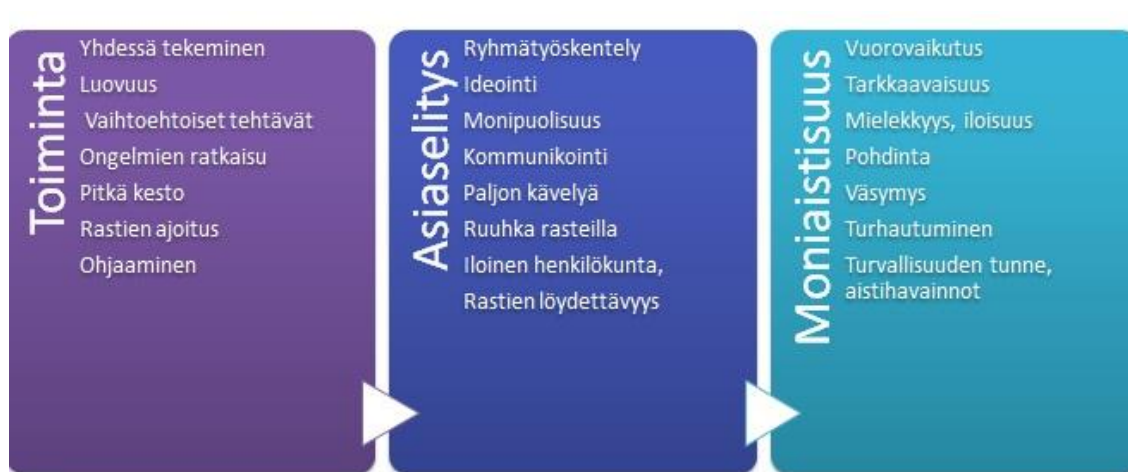 Toiminta
Yhdessä tekeminen
Luovuus
Vaihtoehtoiset tehtävät
Ongelmien ratkaisu
Pitkä kesto
Rastien ajoitus
Ohjaaminen
Asiaselitys
Ryhmätyöskentely
Ideointi
Monipuolisuus
Kommunikointi
Paljon kävelyä
Ruuhka rasteilla
Iloinen henkilökunta,
Rastien löydettävyys
Moniaistisuus
Vuorovaikutus
Tarkkaavaisuus
Mielekkyys, iloisuus
Pohdinta
Väsymys
Turhautuminen
Turvallisuuden tunne,
aistihavainnot